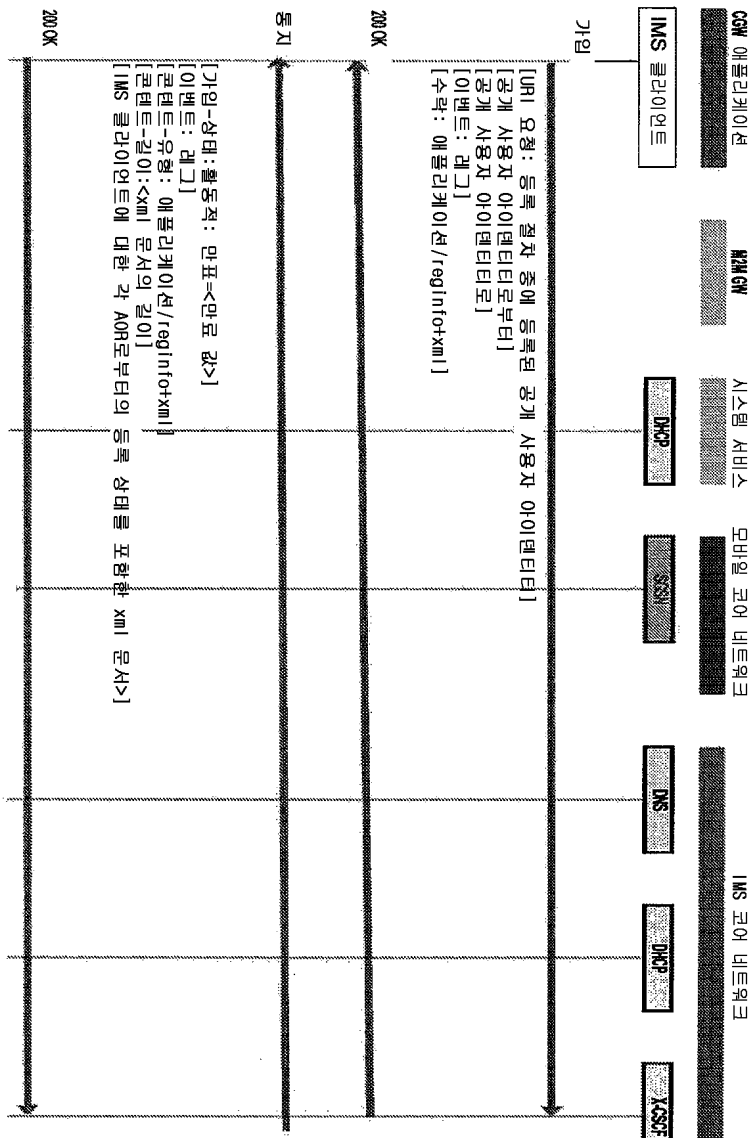 CGW 애플리케이션
M2M GW
시스템 서비스
모바일 코어 네트워크
IMS 코어 네트워크
IMS 클라이언트
DHCP
SGSN
DNS
DHCP
X-CSCF
가입
[URI 요청: 등록 절차 중에 등록된 공개 사용자 아이덴티티]
[공개 사용자 아이덴티티로부터]
[공개 사용자 아이덴티티로]
[이벤트: 레그]
[수락: 애플리케이션/reginfo+xml]
200OK
통지
[가입-상태:활동적: 만표=<만료 값>]
[이벤트: 레그]
[콘텐트-유형: 애플리케이션/reginfo+xml]
[콘텐트-길이:<xml 문서의 길이]
[IMS 클라이언트에 대한 각 AOR로부터의 등록 상태를 포함한 xml 문서>]
200OK